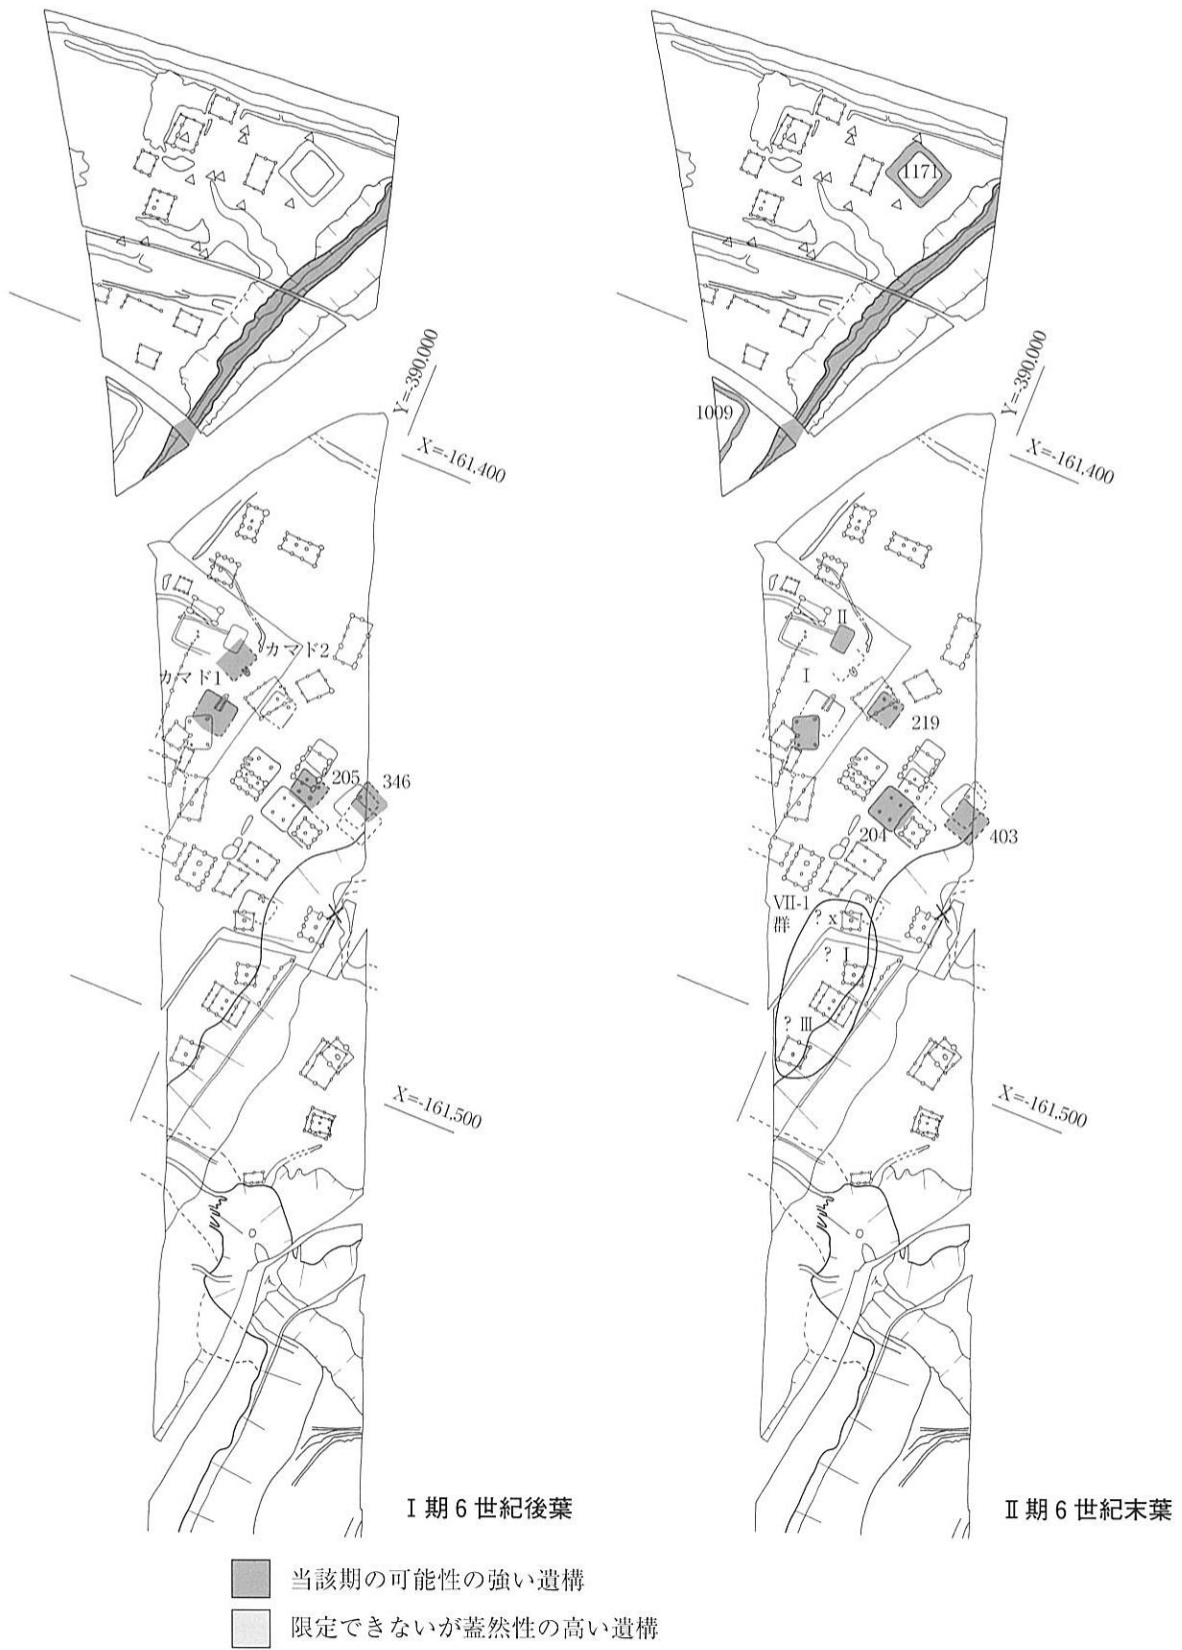 Y=-390,000
X=-161,400
カマド2
カマド1
205
346
X=-161,500
Ⅰ期6世紀後葉
1171
1009
Y=-390,000
X=-161,400
Ⅱ
Ⅰ
219
204
403
Ⅶ-1
群
? x
? Ⅰ
? Ⅲ
X=-161,500
Ⅱ期6世紀末葉
当該期の可能性の強い遺構
限定できないが蓋然性の高い遺構